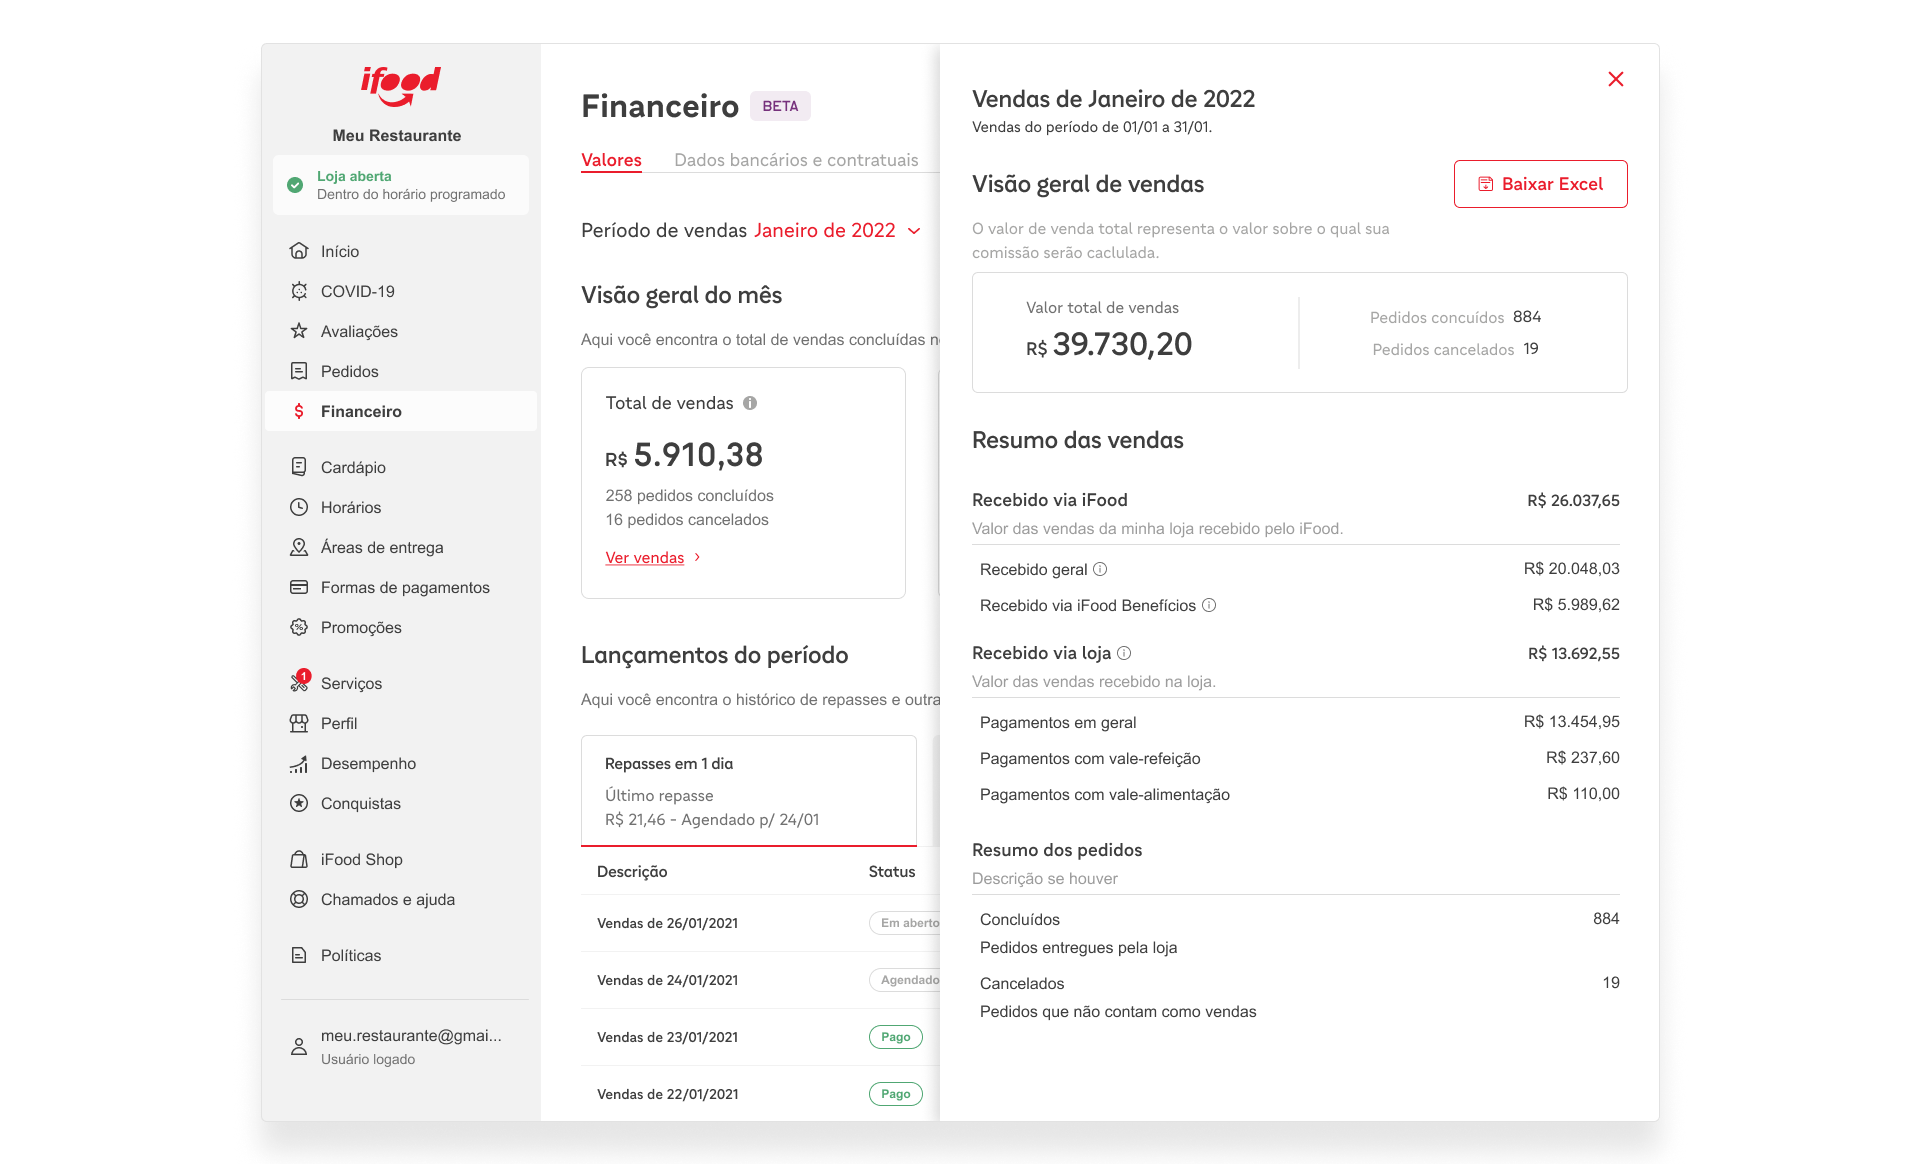 ifood
Meu Restaurante
Loja aberta
Dentro do horário programado
Início
COVID-19
Avaliações
Pedidos
Financeiro
Cardápio
Horários
Áreas de entrega
Formas de pagamentos
Promoções
1
Serviços
Perfil
Desempenho
Conquistas
iFood Shop
Chamados e ajuda
Políticas
meu.restaurante@gmai...
Usuário logado
Financeiro BETA
Valores Dados bancários e contratuais
Período de vendas Janeiro de 2022
Visão geral do mês
Aqui você encontra o total de vendas concluídas n
Total de vendas
R$ 5.910,38
258 pedidos concluídos
16 pedidos cancelados
Ver vendas
Lançamentos do período
Aqui você encontra o histórico de repasses e outra
Repasses em 1 dia
Último repasse
R$ 21,46 - Agendado p/ 24/01
Descrição Status
Vendas de 26/01/2021 Em aberto
Vendas de 24/01/2021 Agendado
Vendas de 23/01/2021 Pago
Vendas de 22/01/2021 Pago
Vendas de Janeiro de 2022
Vendas do período de 01/01 a 31/01.
Visão geral de vendas
Baixar Excel
O valor de venda total representa o valor sobre o qual sua
comissão serão caclulada.
Valor total de vendas
R$ 39.730,20
Pedidos concuídos 884
Pedidos cancelados 19
Resumo das vendas
Recebido via iFood R$ 26.037,65
Valor das vendas da minha loja recebido pelo iFood.
Recebido geral R$ 20.048,03
Recebido via iFood Benefícios R$ 5.989,62
Recebido via loja R$ 13.692,55
Valor das vendas recebido na loja.
Pagamentos em geral R$ 13.454,95
Pagamentos com vale-refeição R$ 237,60
Pagamentos com vale-alimentação R$ 110,00
Resumo dos pedidos
Descrição se houver
Concluídos 884
Pedidos entregues pela loja
Cancelados 19
Pedidos que não contam como vendas